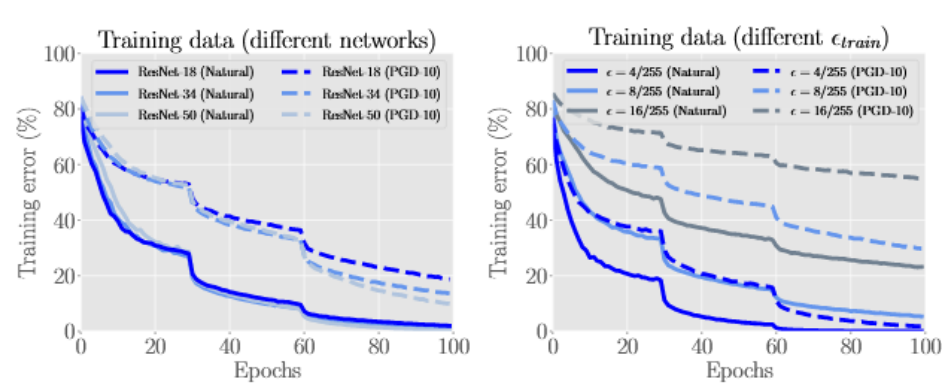 Training data (different networks)
ResNet-18 (Natural) ResNet-18 (PGD-10)
ResNet-34 (Natural) ResNet-34 (PGD-10)
ResNet-50 (Natural) ResNet-50 (PGD-10)
Training error (%)
100
80
60
40
20
0
0 20 40 60 80 100
Epochs
Training data (different ϵtrain)
ϵ = 4/255 (Natural) ϵ = 4/255 (PGD-10)
ϵ = 8/255 (Natural) ϵ = 8/255 (PGD-10)
ϵ = 16/255 (Natural) ϵ = 16/255 (PGD-10)
Training error (%)
100
80
60
40
20
0
0 20 40 60 80 100
Epochs